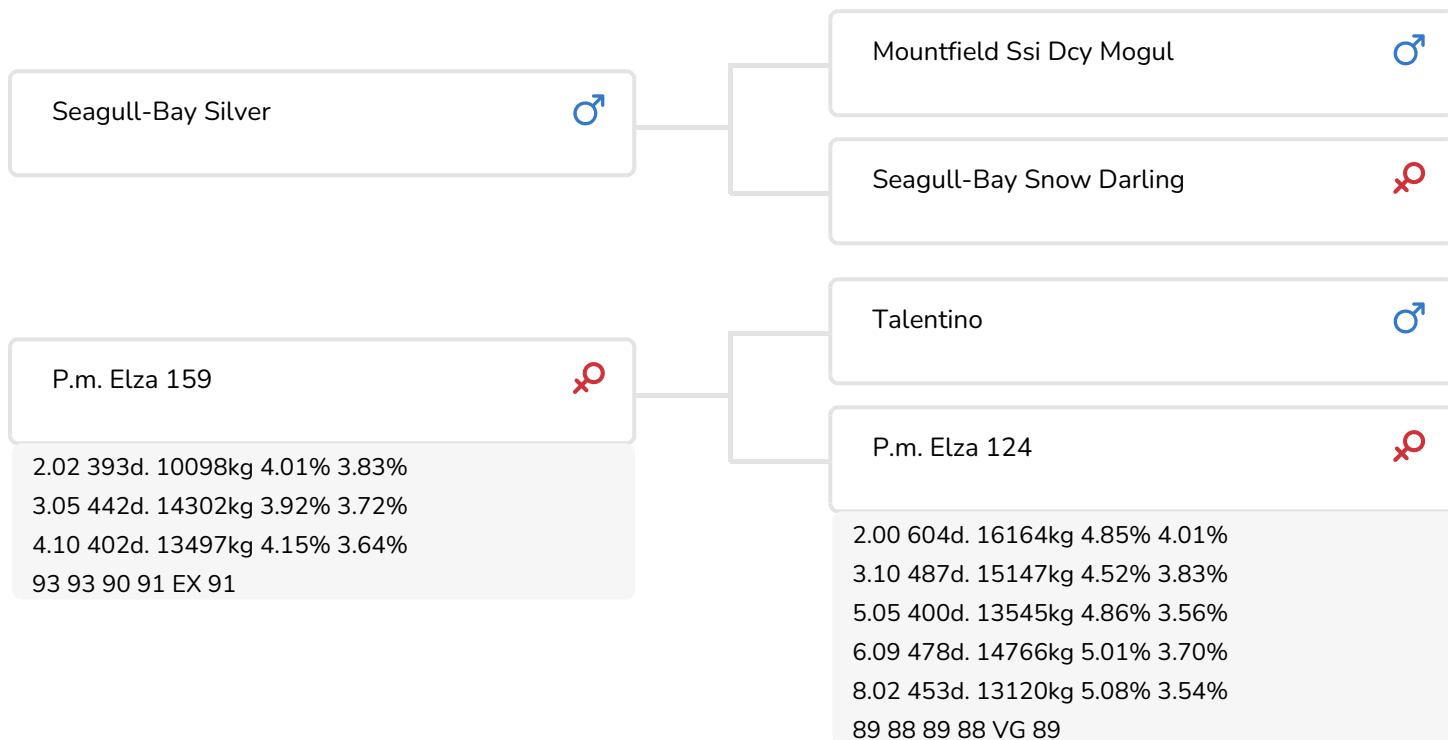 Mountfield Ssi Dcy Mogul
Seagull-Bay Silver
Seagull-Bay Snow Darling
Talentino
P.m. Elza 159
P.m. Elza 124
2.02 393d. 10098kg 4.01% 3.83%
3.05 442d. 14302kg 3.92% 3.72%
4.10 402d. 13497kg 4.15% 3.64%
93 93 90 91 EX 91
2.00 604d. 16164kg 4.85% 4.01%
3.10 487d. 15147kg 4.52% 3.83%
5.05 400d. 13545kg 4.86% 3.56%
6.09 478d. 14766kg 5.01% 3.70%
8.02 453d. 13120kg 5.08% 3.54%
89 88 89 88 VG 89